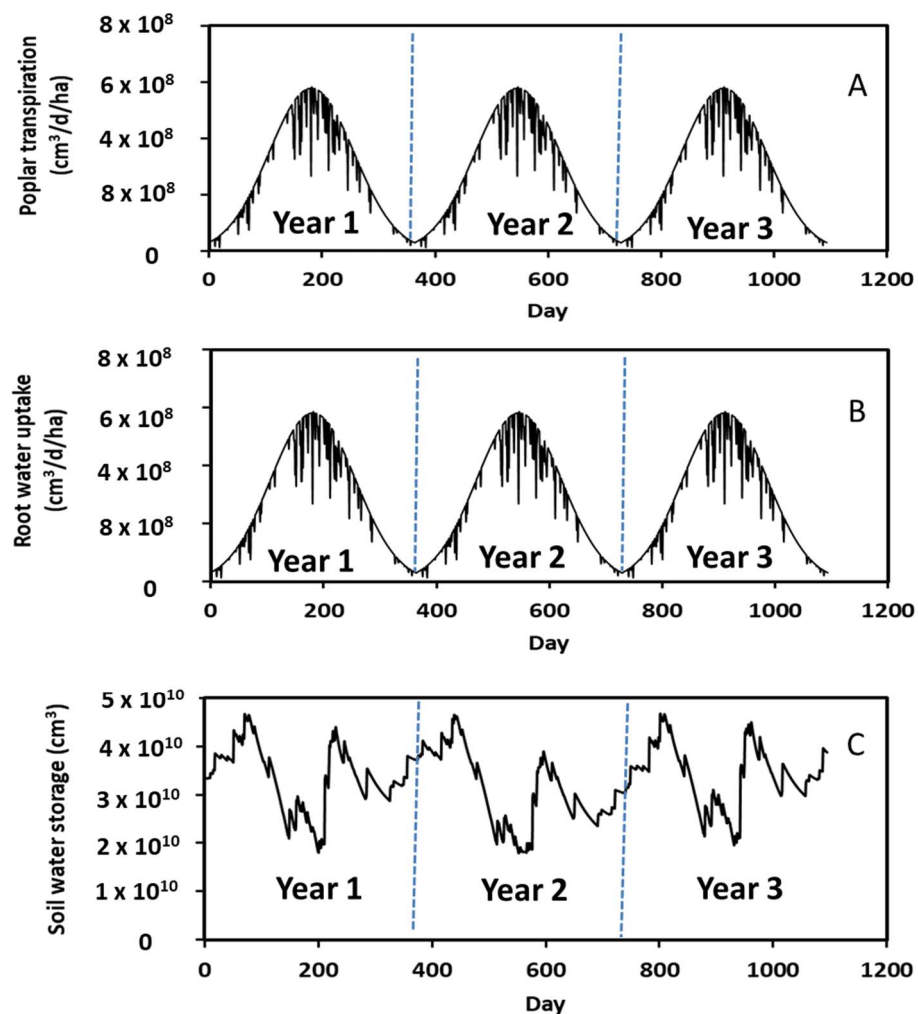 8 x 10⁸
6 x 10⁸
4 x 10⁸
8 x 10⁸
0
Poplar transpiration
(cm³/d/ha)
A
Year 1
Year 2
Year 3
0
200
400
600
800
1000
1200
Day
8 x 10⁸
6 x 10⁸
4 x 10⁸
8 x 10⁸
0
Root water uptake
(cm³/d/ha)
B
Year 1
Year 2
Year 3
0
200
400
600
800
1000
1200
Day
5 x 10¹⁰
4 x 10¹⁰
3 x 10¹⁰
2 x 10¹⁰
1 x 10¹⁰
0
Soil water storage (cm³)
C
Year 1
Year 2
Year 3
0
200
400
600
800
1000
1200
Day